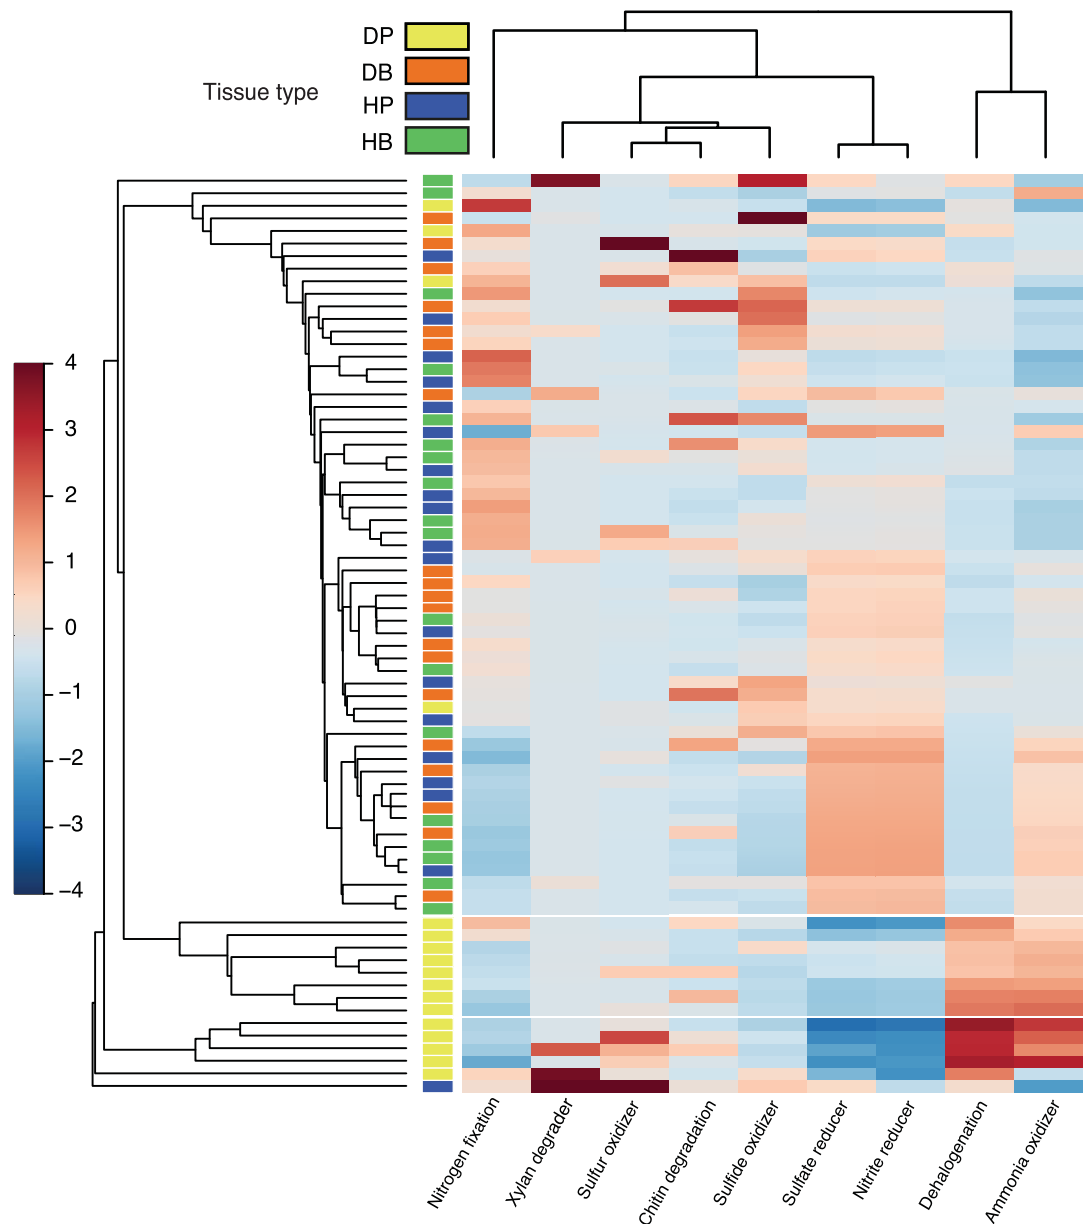 DP
DB
Tissue type
HP
HB
4
3
2
1
0
−1
−2
−3
−4
Nitrogen fixation
Xylan degrader
Sulfur oxidizer
Chitin degradation
Sulfide oxidizer
Sulfate reducer
Nitrite reducer
Dehalogenation
Ammonia oxidizer